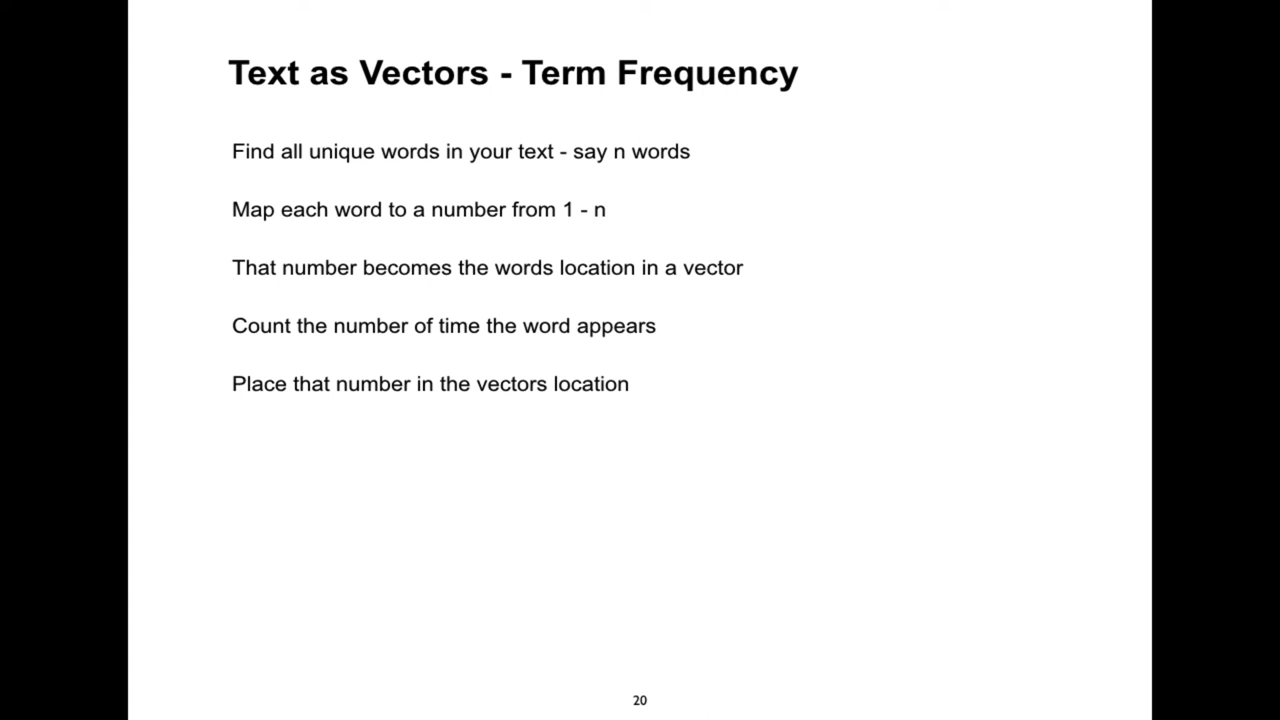 Text as Vectors - Term Frequency
Find all unique words in your text - say n words
Map each word to a number from 1 - n
That number becomes the words location in a vector
Count the number of time the word appears
Place that number in the vectors location
20